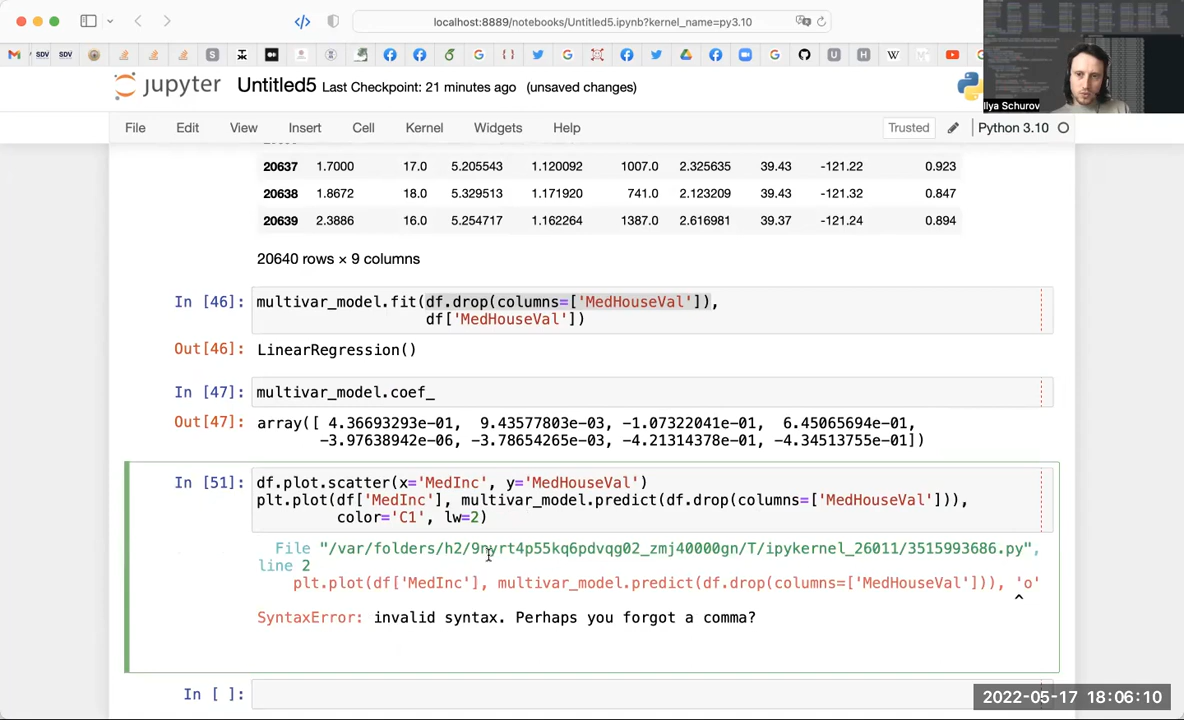 localhost:8889/notebooks/Untitled5.ipynb?kernel_name=py3.10
SDV
SDV
jupyter
Untitled5 Last Checkpoint: 21 minutes ago (unsaved changes)
Ilya Schurov
File Edit View Insert Cell Kernel Widgets Help
Trusted
Python 3.10
20637 1.7000 17.0 5.205543 1.120092 1007.0 2.325635 39.43 -121.22 0.923
20638 1.8672 18.0 5.329513 1.171920 741.0 2.123209 39.43 -121.32 0.847
20639 2.3886 16.0 5.254717 1.162264 1387.0 2.616981 39.37 -121.24 0.894
20640 rows × 9 columns
In [46]: multivar_model.fit(df.drop(columns=['MedHouseVal']),
df['MedHouseVal'])
Out[46]: LinearRegression()
In [47]: multivar_model.coef_
Out[47]: array([ 4.36693293e-01, 9.43577803e-03, -1.07322041e-01, 6.45065694e-01,
-3.97638942e-06, -3.78654265e-03, -4.21314378e-01, -4.34513755e-01])
In [51]: df.plot.scatter(x='MedInc', y='MedHouseVal')
plt.plot(df['MedInc'], multivar_model.predict(df.drop(columns=['MedHouseVal'])),
color='C1', lw=2)
File "/var/folders/h2/9nvrt4p55kq6pdvqg02_zmj40000gn/T/ipykernel_26011/3515993686.py",
line 2
plt.plot(df['MedInc'], multivar_model.predict(df.drop(columns=['MedHouseVal'])), 'o'
^
SyntaxError: invalid syntax. Perhaps you forgot a comma?
In [ ]:
2022-05-17 18:06:10